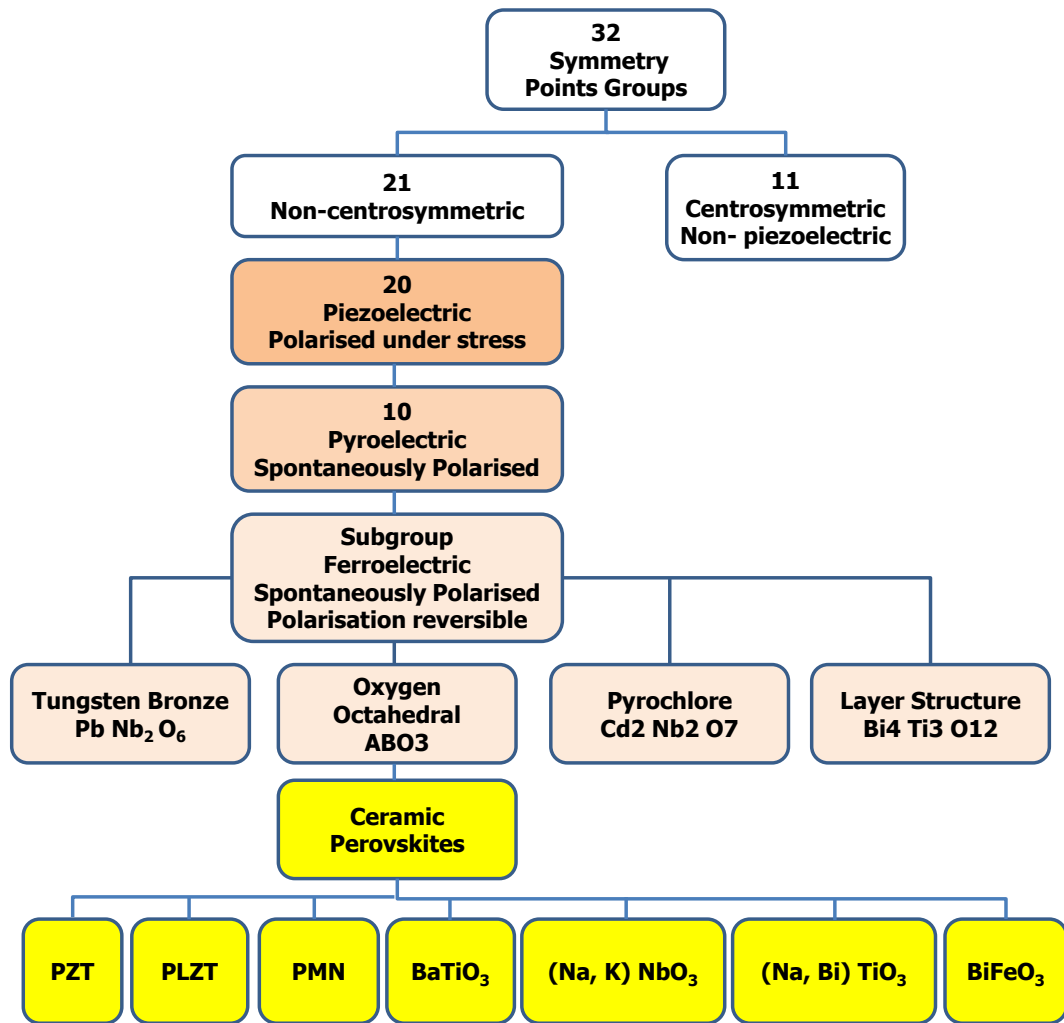 32
Symmetry
Points Groups
21
Non-centrosymmetric
11
Centrosymmetric
Non- piezoelectric
20
Piezoelectric
Polarised under stress
10
Pyroelectric
Spontaneously Polarised
Subgroup
Ferroelectric
Spontaneously Polarised
Polarisation reversible
Tungsten Bronze
Pb Nb₂ O₆
Oxygen
Octahedral
ABO3
Pyrochlore
Cd2 Nb2 O7
Layer Structure
Bi4 Ti3 O12
Ceramic
Perovskites
PZT
PLZT
PMN
BaTiO₃
(Na, K) NbO₃
(Na, Bi) TiO₃
BiFeO₃